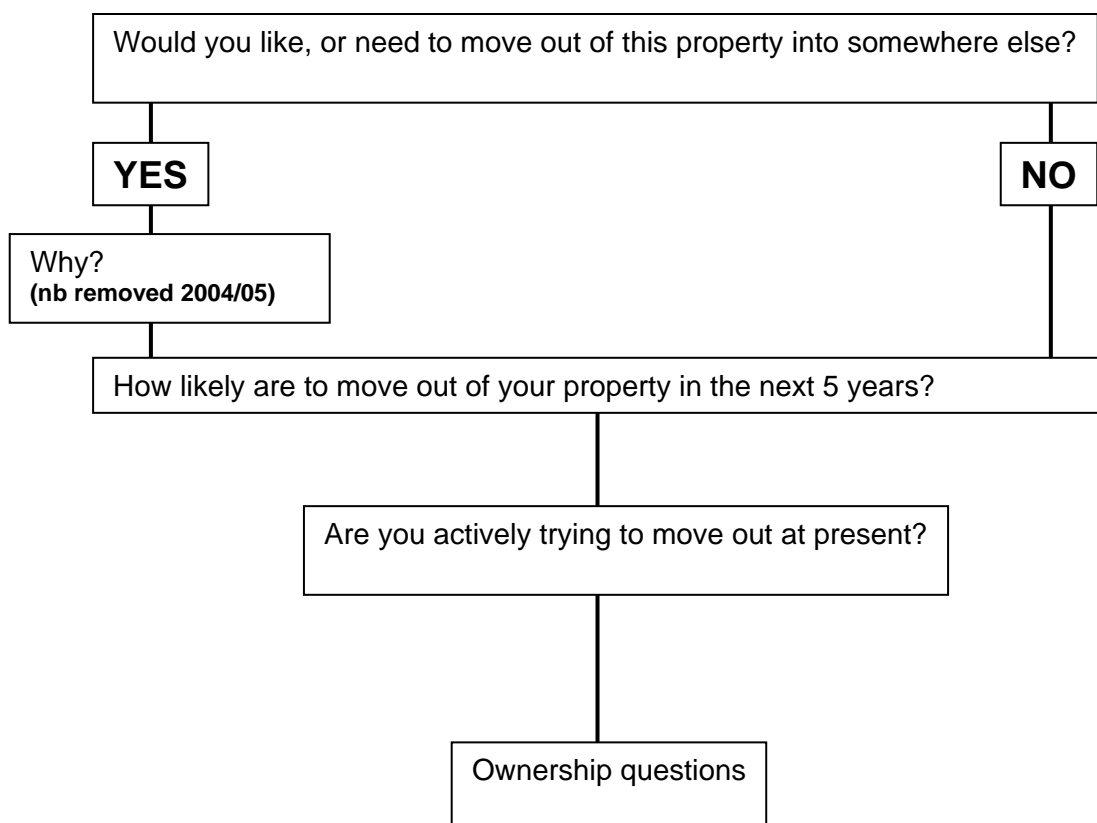 Would you like, or need to move out of this property into somewhere else?
YES
NO
Why?
(nb removed 2004/05)
How likely are to move out of your property in the next 5 years?
Are you actively trying to move out at present?
Ownership questions